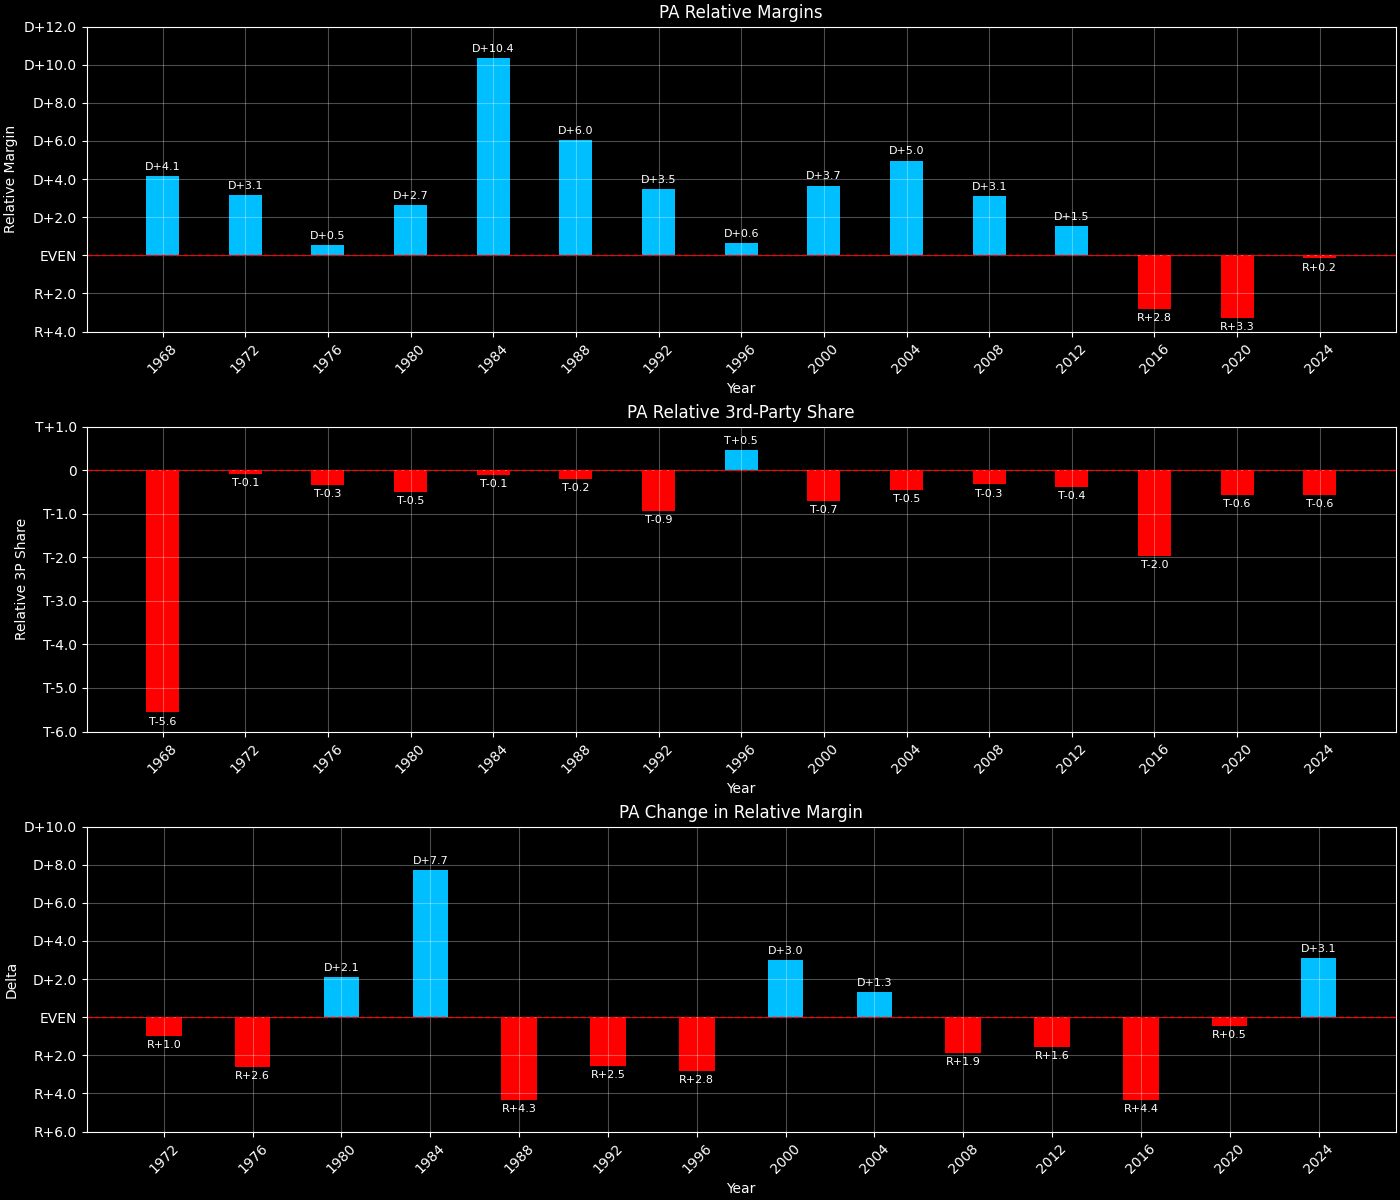 PA Relative Margins
D+12.0
D+10.0
D+8.0
D+6.0
D+4.0
D+2.0
EVEN
R+2.0
R+4.0
Relative Margin
D+4.1
D+3.1
D+0.5
D+2.7
D+10.4
D+6.0
D+3.5
D+0.6
D+3.7
D+5.0
D+3.1
D+1.5
R+2.8
R+3.3
R+0.2
1968
1972
1976
1980
1984
1988
1992
1996
2000
2004
2008
2012
2016
2020
2024
Year
PA Relative 3rd-Party Share
T+1.0
0
T-1.0
T-2.0
T-3.0
T-4.0
T-5.0
T-6.0
Relative 3P Share
T-5.6
T-0.1
T-0.3
T-0.5
T-0.1
T-0.2
T-0.9
T+0.5
T-0.7
T-0.5
T-0.3
T-0.4
T-2.0
T-0.6
T-0.6
1968
1972
1976
1980
1984
1988
1992
1996
2000
2004
2008
2012
2016
2020
2024
Year
PA Change in Relative Margin
D+10.0
D+8.0
D+6.0
D+4.0
D+2.0
EVEN
R+2.0
R+4.0
R+6.0
Delta
R+1.0
R+2.6
D+2.1
D+7.7
R+4.3
R+2.5
R+2.8
D+3.0
D+1.3
R+1.9
R+1.6
R+4.4
R+0.5
D+3.1
1972
1976
1980
1984
1988
1992
1996
2000
2004
2008
2012
2016
2020
2024
Year